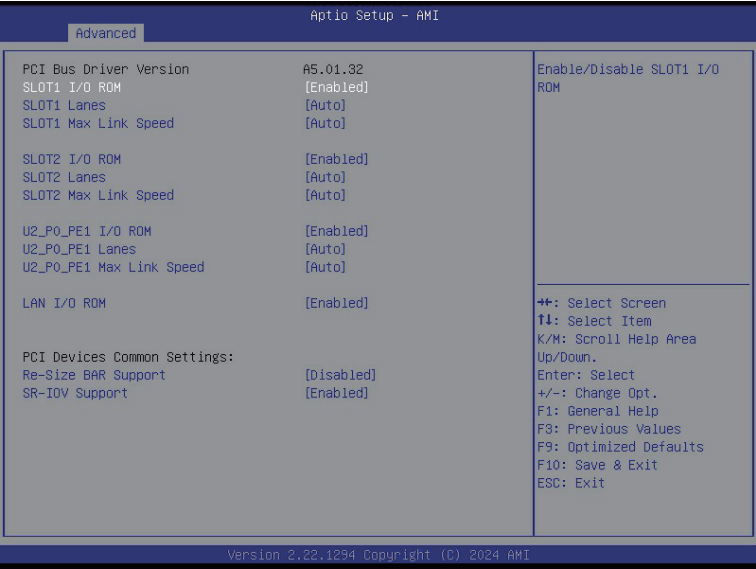 Aptio Setup – AMI
Advanced
PCI Bus Driver Version A5.01.32
SLOT1 I/O ROM [Enabled]
SLOT1 Lanes [Auto]
SLOT1 Max Link Speed [Auto]
SLOT2 I/O ROM [Enabled]
SLOT2 Lanes [Auto]
SLOT2 Max Link Speed [Auto]
U2_P0_PE1 I/O ROM [Enabled]
U2_P0_PE1 Lanes [Auto]
U2_P0_PE1 Max Link Speed [Auto]
LAN I/O ROM [Enabled]
PCI Devices Common Settings:
Re-Size BAR Support [Disabled]
SR-IOV Support [Enabled]
Enable/Disable SLOT1 I/O
ROM
→←: Select Screen
↑↓: Select Item
K/M: Scroll Help Area
Up/Down.
Enter: Select
+/-: Change Opt.
F1: General Help
F3: Previous Values
F9: Optimized Defaults
F10: Save & Exit
ESC: Exit
Version 2.22.1294 Copyright (C) 2024 AMI